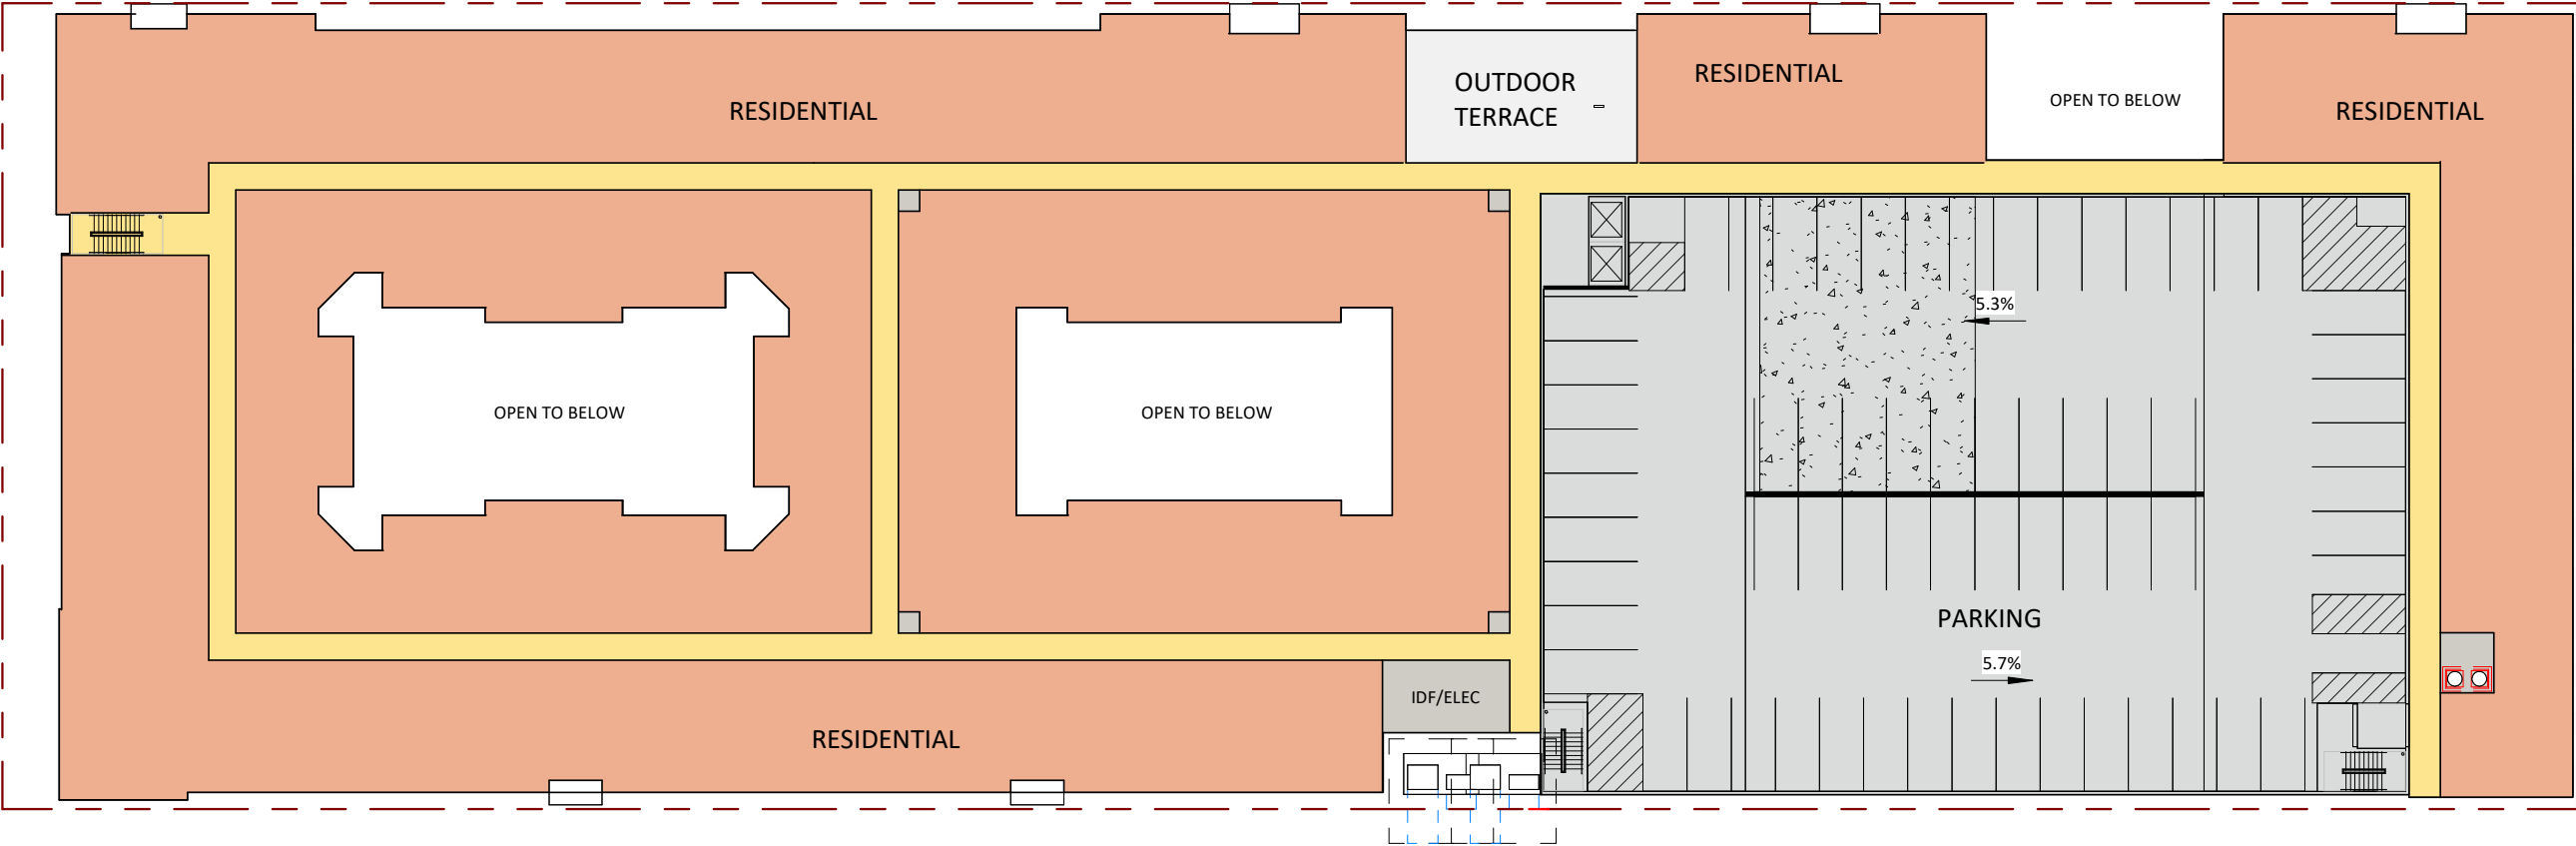 RESIDENTIAL
OUTDOOR
TERRACE
RESIDENTIAL
OPEN TO BELOW
RESIDENTIAL
5.3%
OPEN TO BELOW
OPEN TO BELOW
PARKING
5.7%
IDF/ELEC
RESIDENTIAL